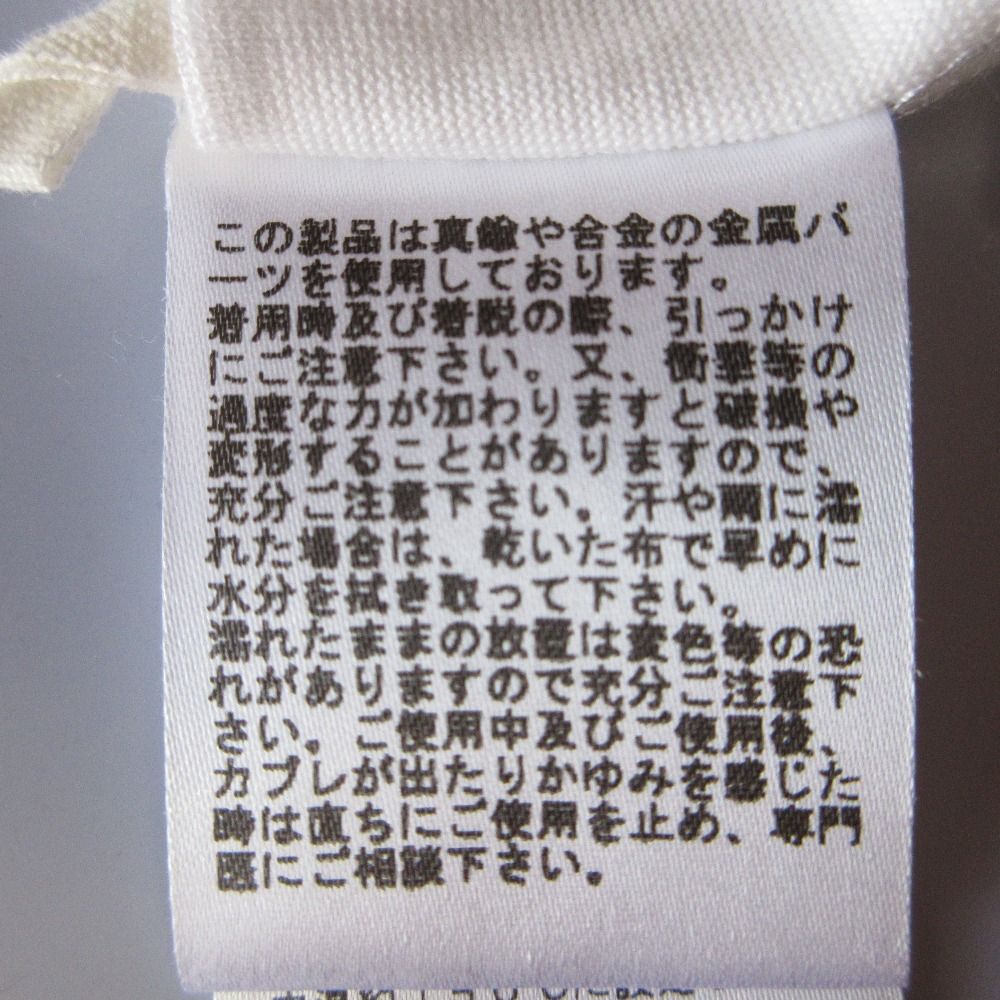 この製品は真鍮や合金の金属パ
ーツを使用しております。
着用時及び着脱の際、引っかけ
にご注意下さい。又、衝撃等の
過度な力が加わりますと破損や
変形することがありますので、
充分ご注意下さい。汗や雨に濡
れた場合は、乾いた布で早めに
水分を拭き取って下さい。
濡れたままの放置は変色等の恐
れがありますので充分ご注意下
さい。ご使用中及びご使用後、
カブレが出たりかゆみを感じた
時は直ちにご使用を止め、専門
医にご相談下さい。